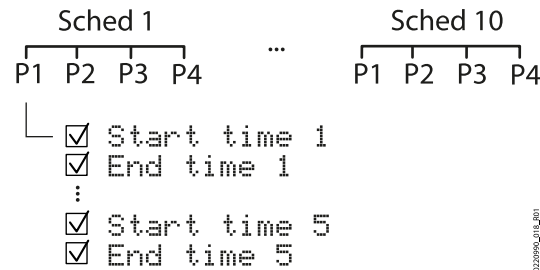 Sched 1 ... Sched 10
P1 P2 P3 P4 P1 P2 P3 P4
Start time 1
End time 1
Start time 5
End time 5
0220990_018_R01